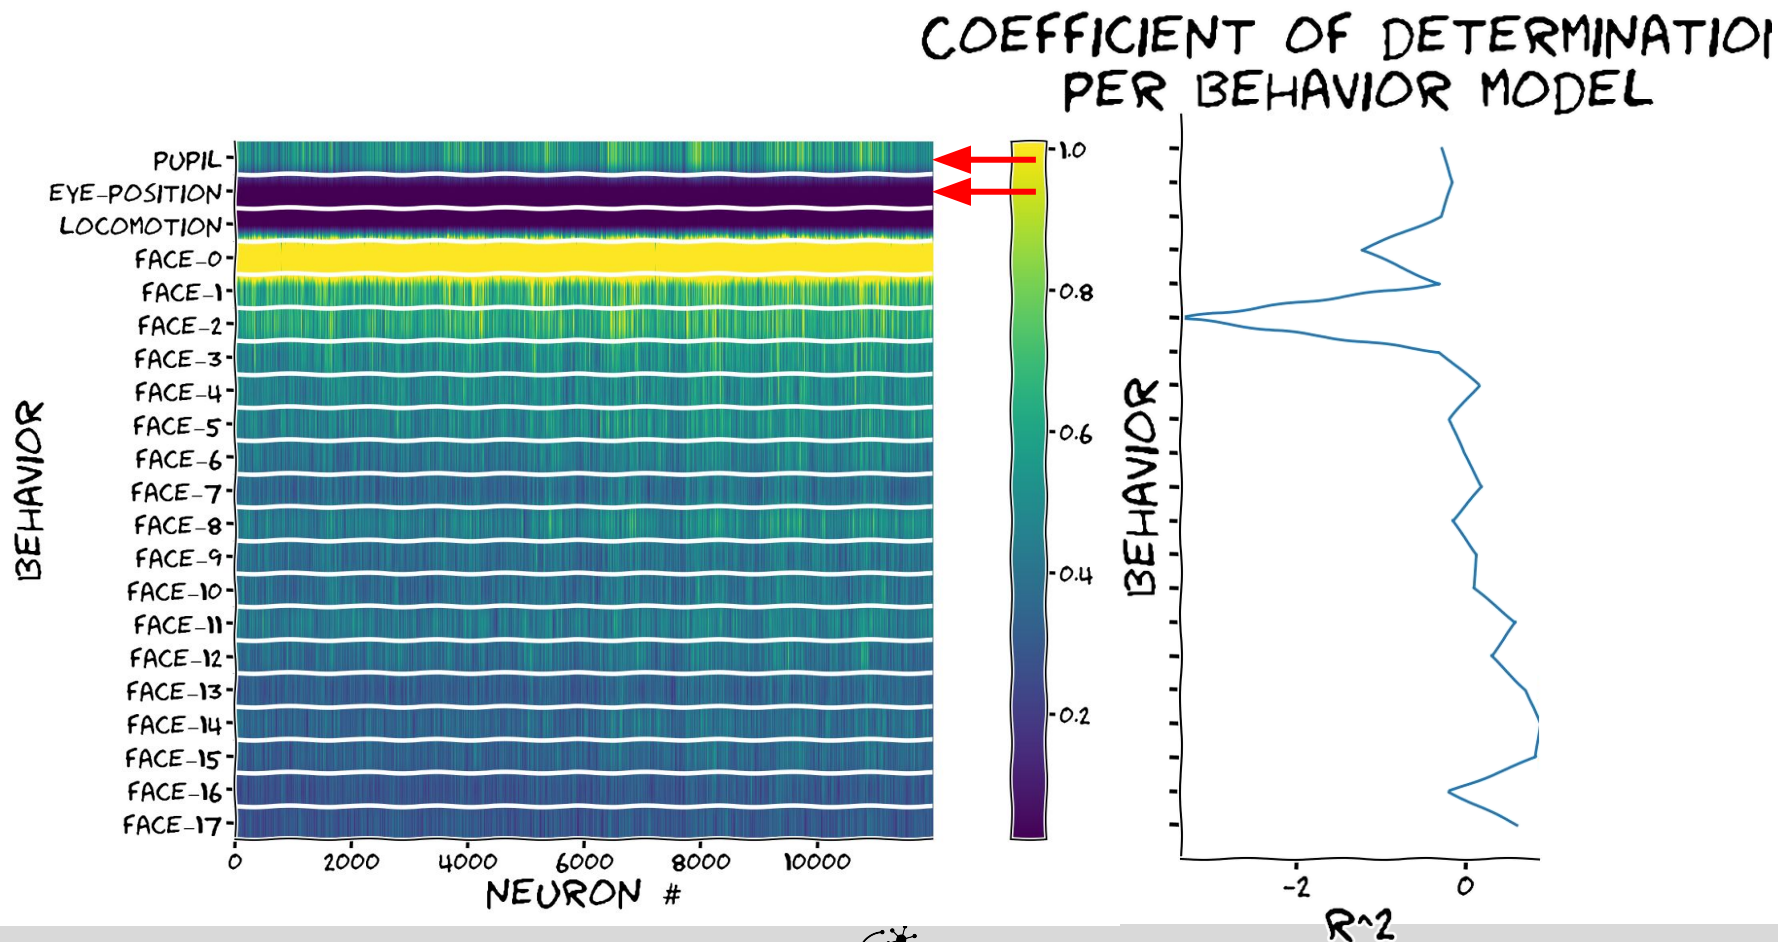 COEFFICIENT OF DETERMINATIO
PER BEHAVIOR MODEL
BEHAVIOR
PUPIL
EYE-POSITION
LOCOMOTION
FACE-0
FACE-1
FACE-2
FACE-3
FACE-4
FACE-5
FACE-6
FACE-7
FACE-8
FACE-9
FACE-10
FACE-11
FACE-12
FACE-13
FACE-14
FACE-15
FACE-16
FACE-17
0 2000 4000 6000 8000 10000
NEURON #
1.0
0.8
0.6
0.4
0.2
BEHAVIOR
-2 0
R^2